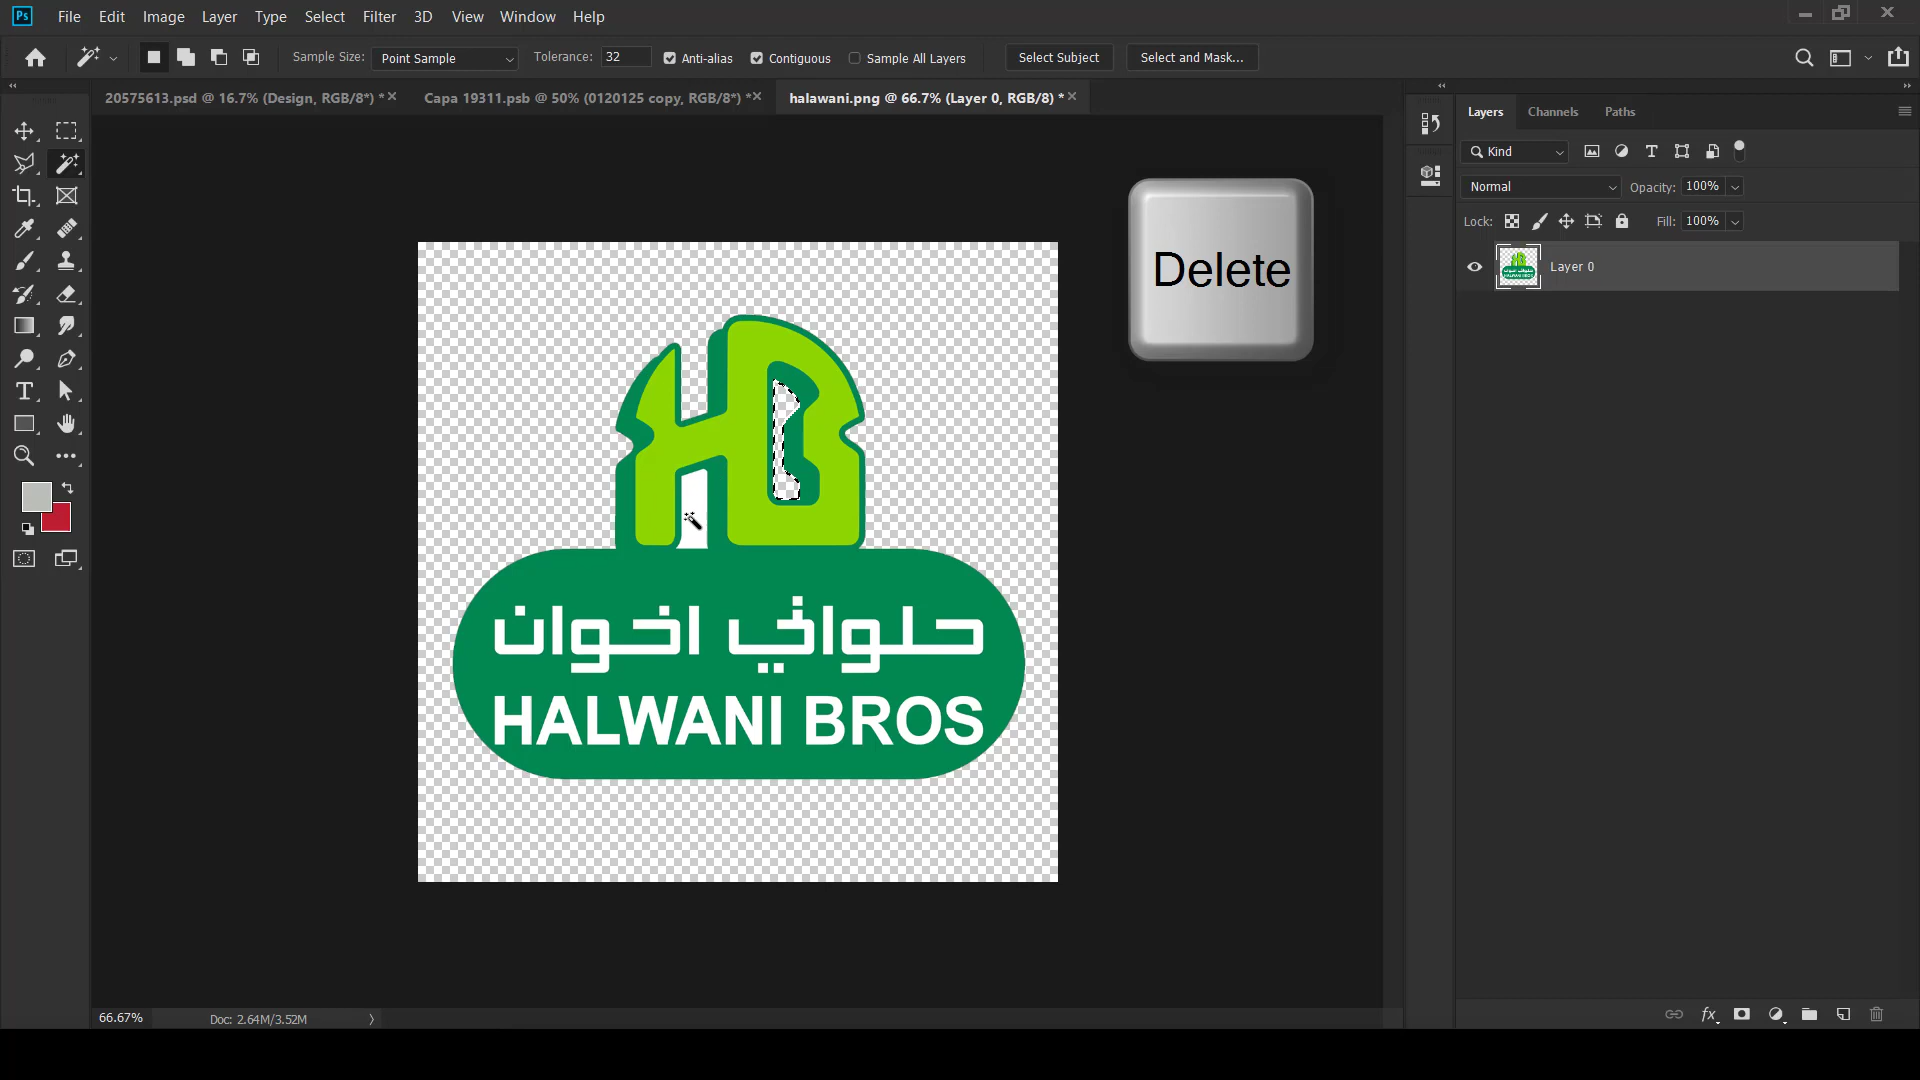 Ps File Edit Image Layer Type Select Filter 3D View Window Help
Sample Size: Point Sample Tolerance: 32 Anti-alias Contiguous Sample All Layers Select Subject Select and Mask...
20575613.psd @ 16.7% (Design, RGB/8*) * Capa 19311.psb @ 50% (0120125 copy, RGB/8*) * halawani.png @ 66.7% (Layer 0, RGB/8) *
Layers Channels Paths
Kind
Normal Opacity: 100%
Lock: Fill: 100%
Layer 0
Delete
HB
حلواني اخوان
HALWANI BROS
66.67% Doc: 2.64M/3.52M